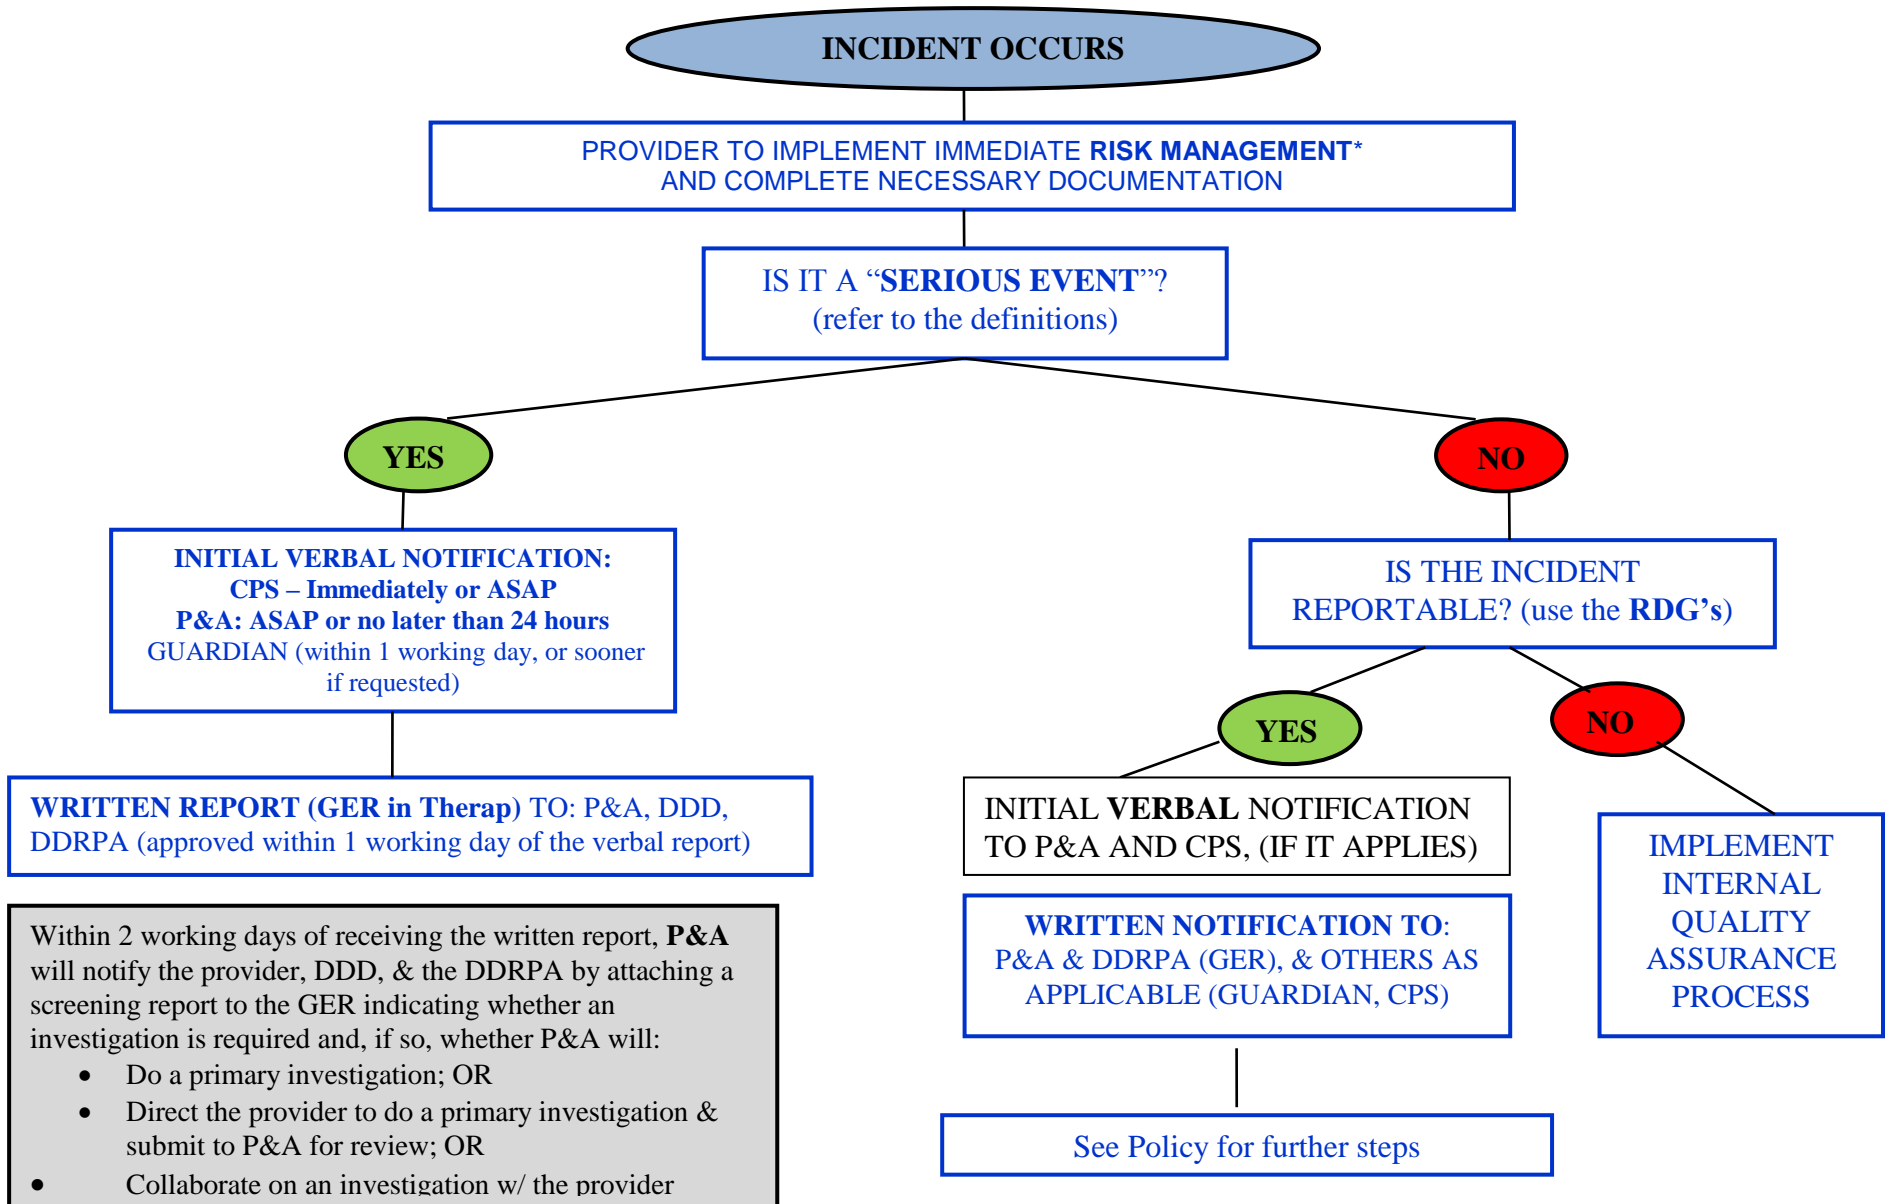 INCIDENT OCCURS
PROVIDER TO IMPLEMENT IMMEDIATE RISK MANAGEMENT*
AND COMPLETE NECESSARY DOCUMENTATION
IS IT A “SERIOUS EVENT”?
(refer to the definitions)
YES
NO
INITIAL VERBAL NOTIFICATION:
CPS – Immediately or ASAP
P&A: ASAP or no later than 24 hours
GUARDIAN (within 1 working day, or sooner
if requested)
WRITTEN REPORT (GER in Therap) TO: P&A, DDD,
DDRPA (approved within 1 working day of the verbal report)
Within 2 working days of receiving the written report, P&A
will notify the provider, DDD, & the DDRPA by attaching a
screening report to the GER indicating whether an
investigation is required and, if so, whether P&A will:
• Do a primary investigation; OR
• Direct the provider to do a primary investigation &
submit to P&A for review; OR
• Collaborate on an investigation w/ the provider
IS THE INCIDENT
REPORTABLE? (use the RDG’s)
YES
NO
INITIAL VERBAL NOTIFICATION
TO P&A AND CPS, (IF IT APPLIES)
WRITTEN NOTIFICATION TO:
P&A & DDRPA (GER), & OTHERS AS
APPLICABLE (GUARDIAN, CPS)
See Policy for further steps
IMPLEMENT
INTERNAL
QUALITY
ASSURANCE
PROCESS